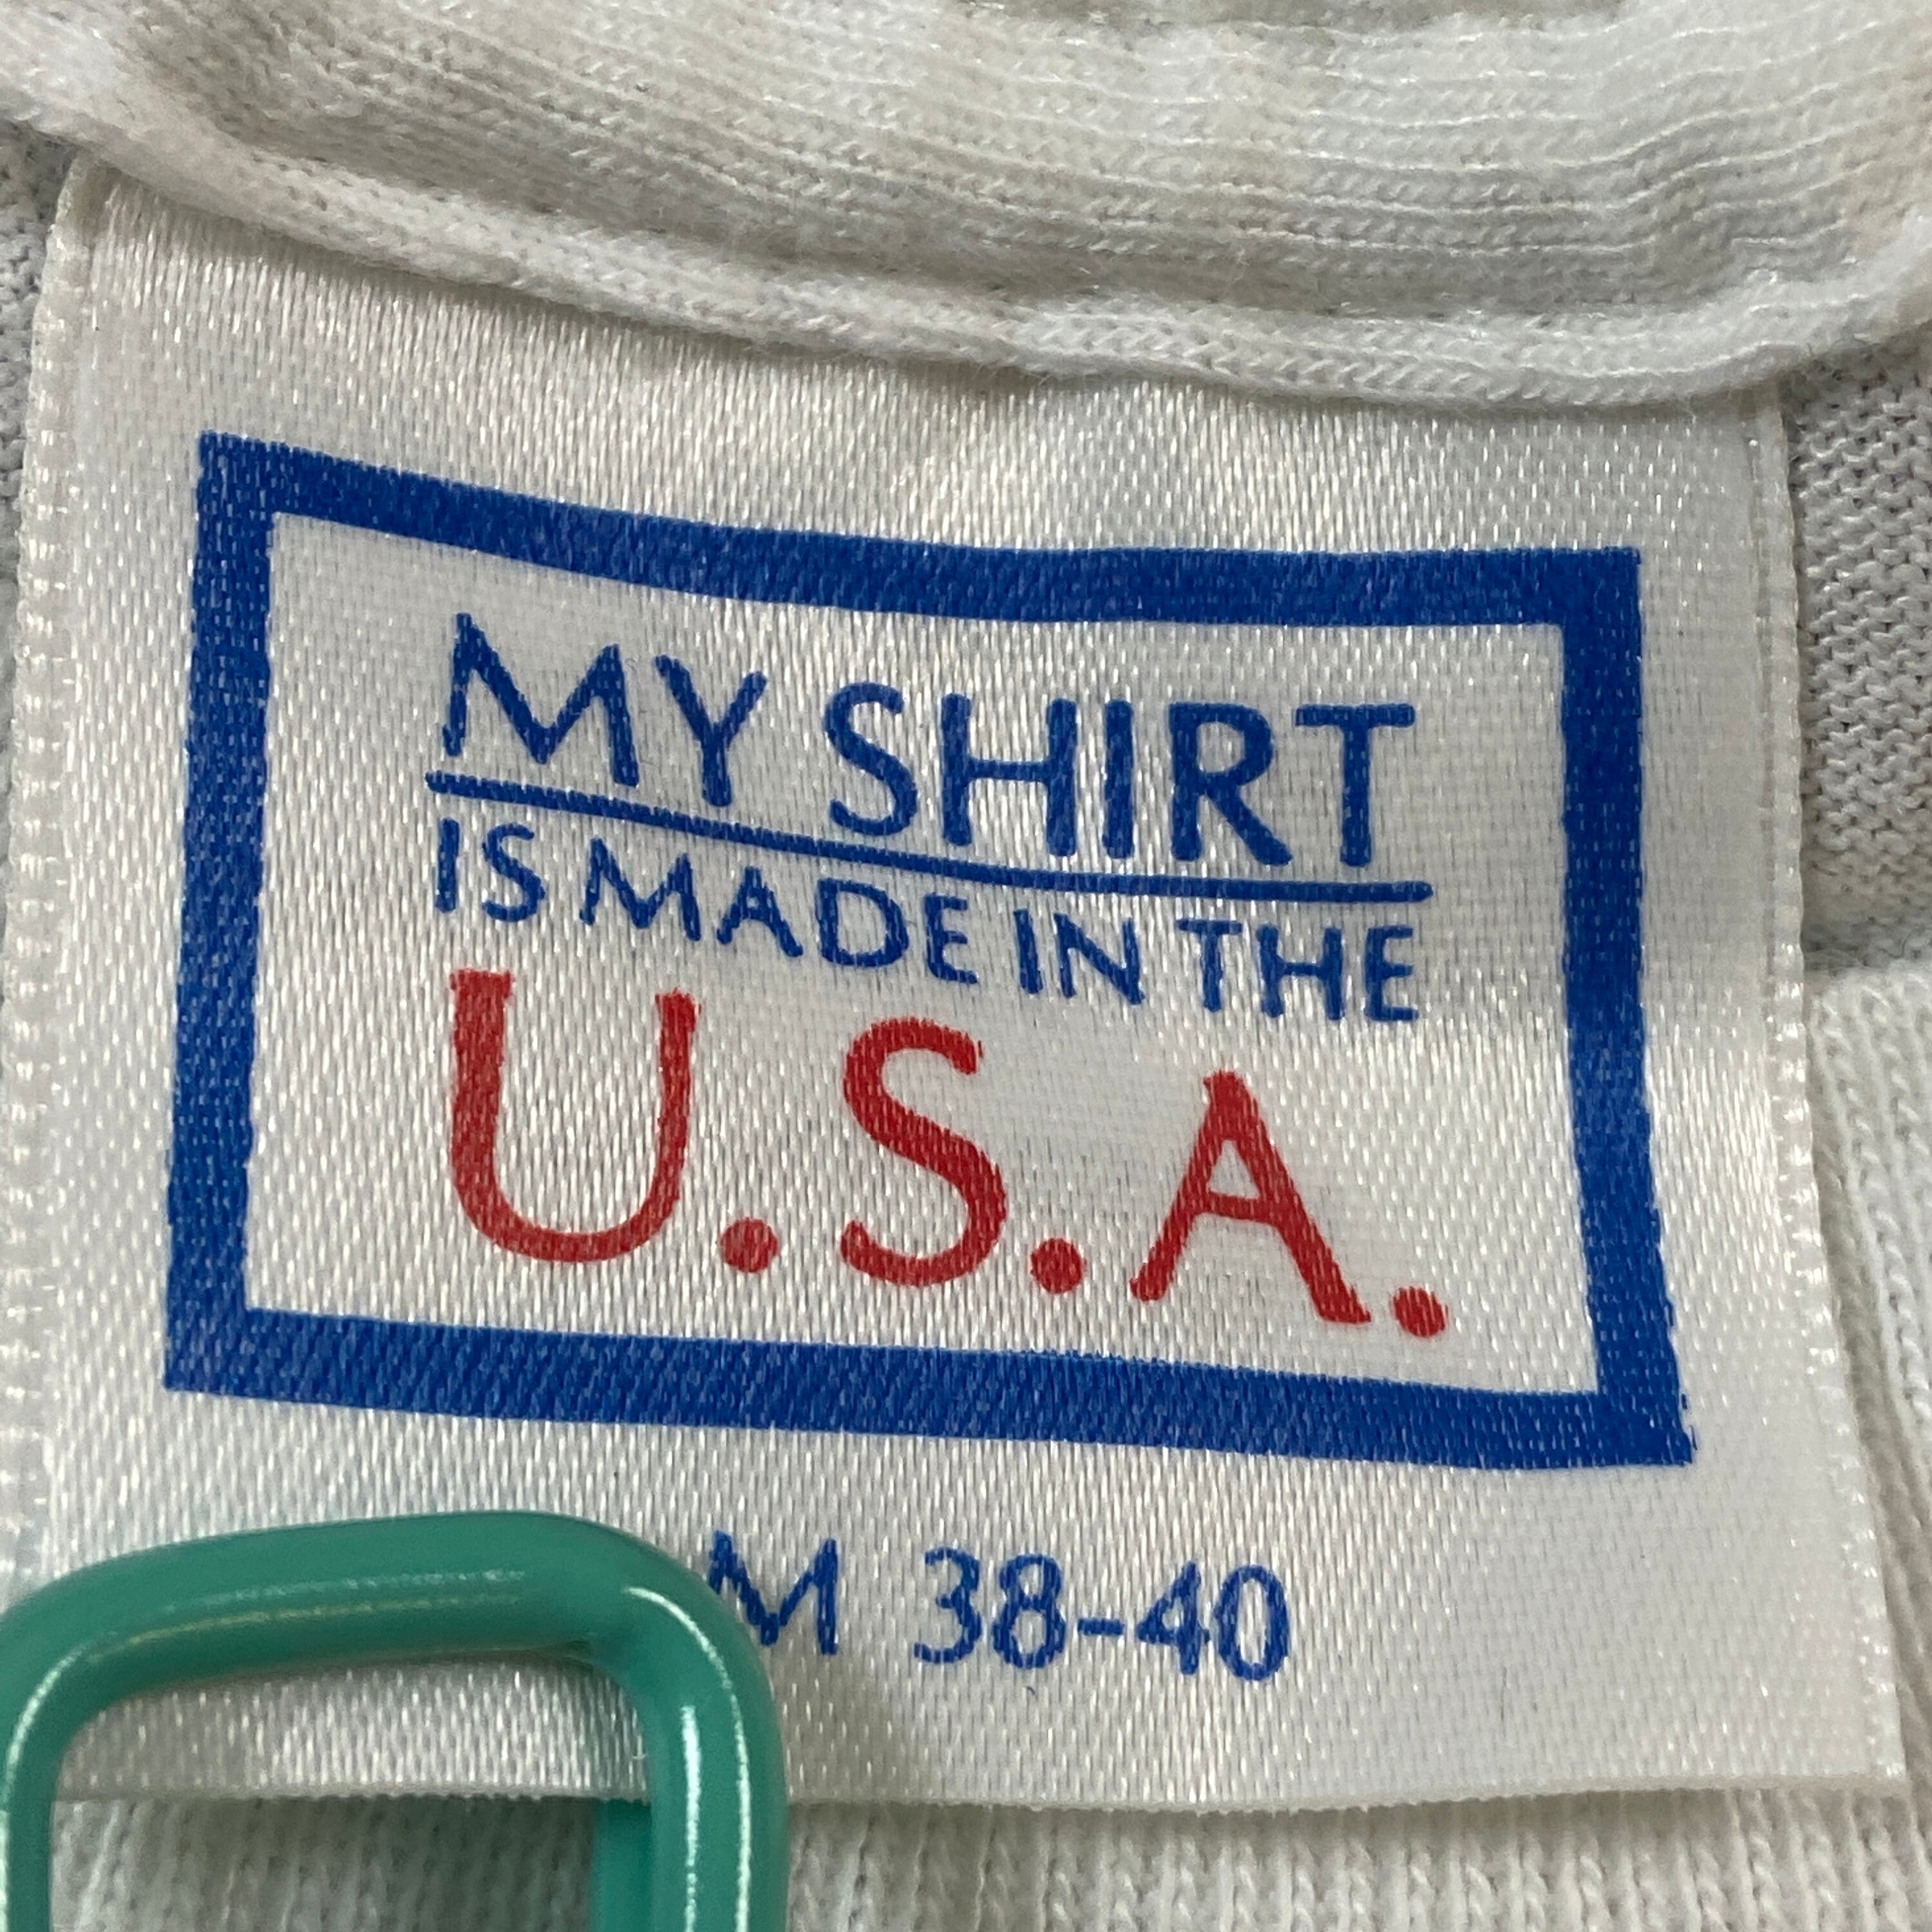 MY SHIRT
IS MADE IN THE
U.S.A.
M 38-40